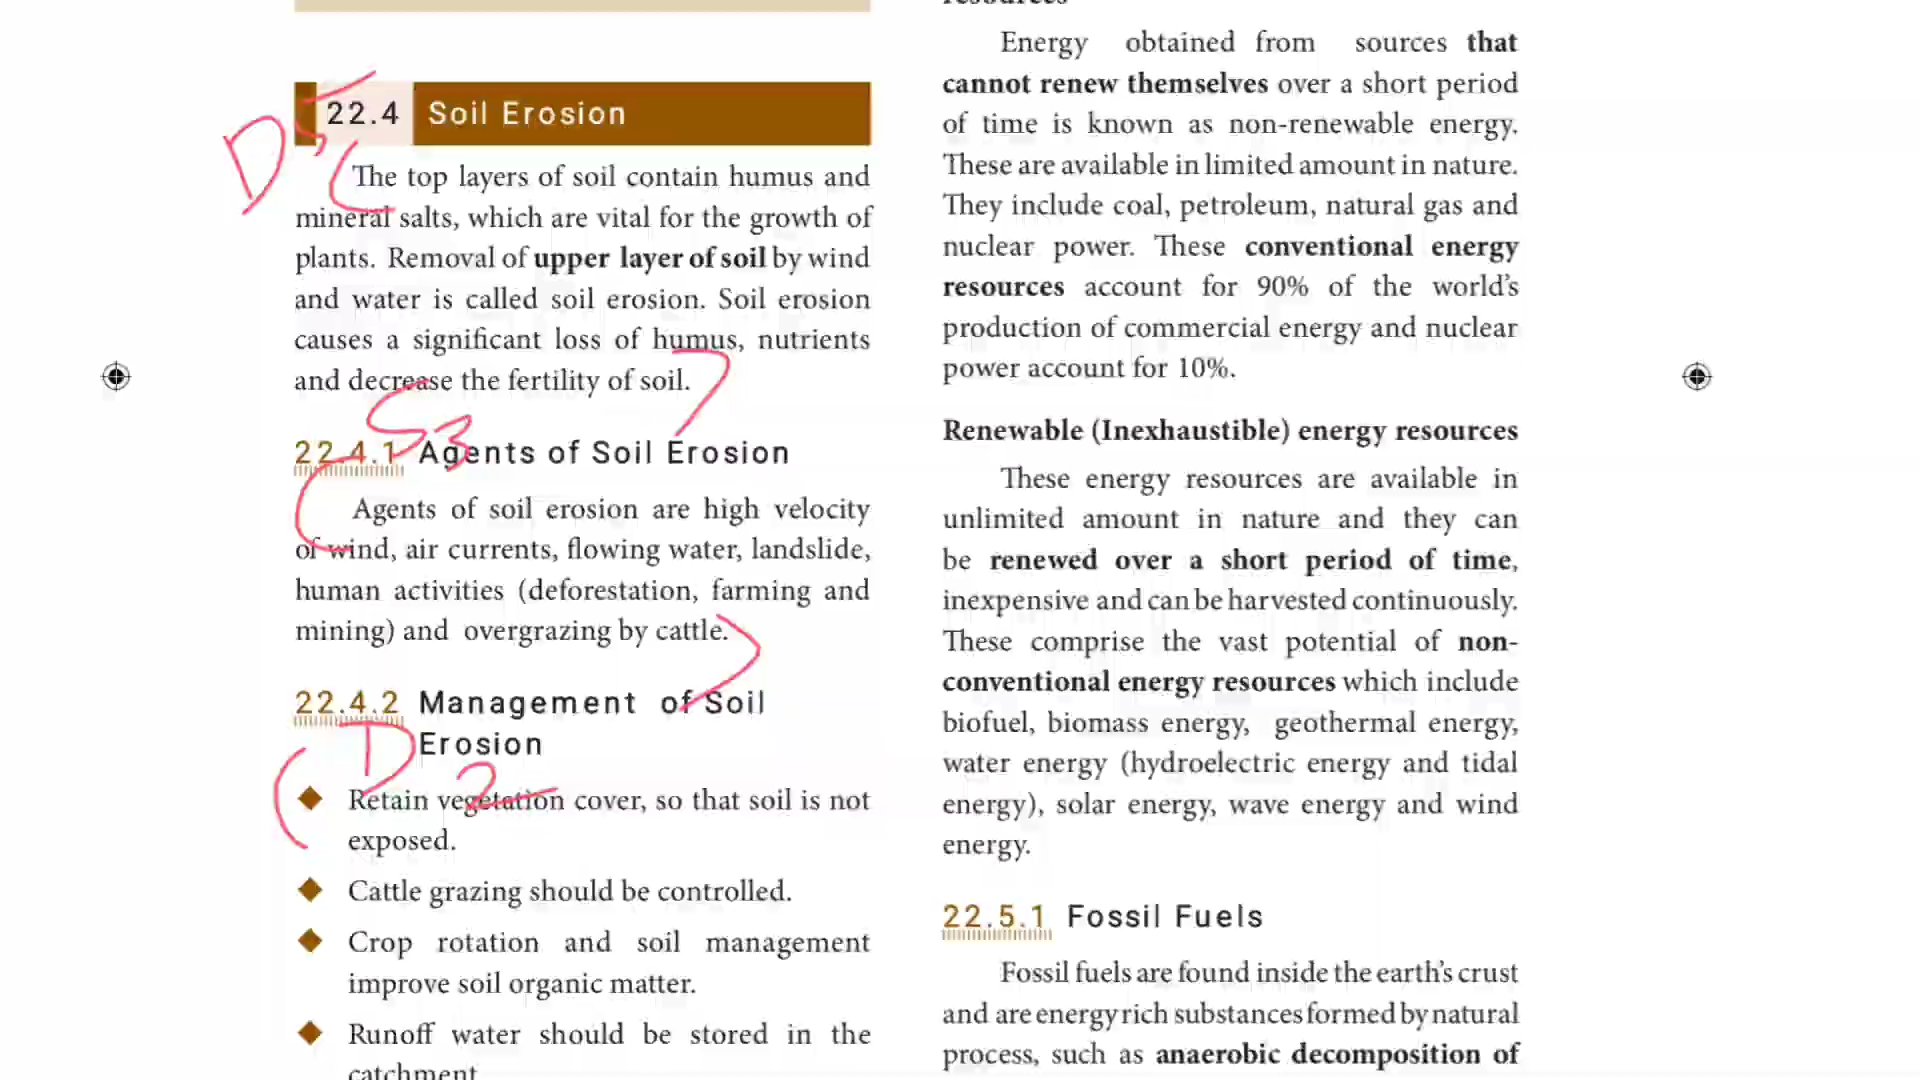 22.4 Soil Erosion
The top layers of soil contain humus and
mineral salts, which are vital for the growth of
plants. Removal of upper layer of soil by wind
and water is called soil erosion. Soil erosion
causes a significant loss of humus, nutrients
and decrease the fertility of soil.
22.4.1 Agents of Soil Erosion
Agents of soil erosion are high velocity
of wind, air currents, flowing water, landslide,
human activities (deforestation, farming and
mining) and overgrazing by cattle.
22.4.2 Management of Soil
Erosion
Retain vegetation cover, so that soil is not
exposed.
Cattle grazing should be controlled.
Crop rotation and soil management
improve soil organic matter.
Runoff water should be stored in the
catchment
resources
Energy obtained from sources that
cannot renew themselves over a short period
of time is known as non-renewable energy.
These are available in limited amount in nature.
They include coal, petroleum, natural gas and
nuclear power. These conventional energy
resources account for 90% of the world's
production of commercial energy and nuclear
power account for 10%.
Renewable (Inexhaustible) energy resources
These energy resources are available in
unlimited amount in nature and they can
be renewed over a short period of time,
inexpensive and can be harvested continuously.
These comprise the vast potential of non-
conventional energy resources which include
biofuel, biomass energy, geothermal energy,
water energy (hydroelectric energy and tidal
energy), solar energy, wave energy and wind
energy.
22.5.1 Fossil Fuels
Fossil fuels are found inside the earth's crust
and are energy rich substances formed by natural
process, such as anaerobic decomposition of